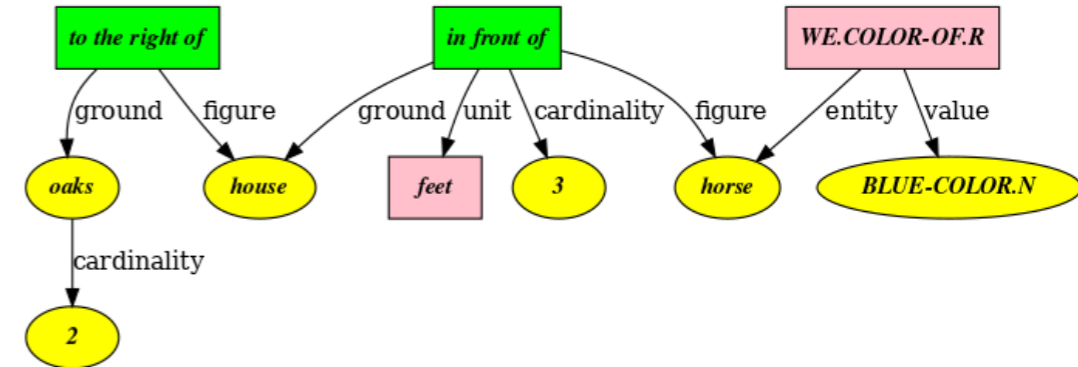 to the right of in front of WE.COLOR-OF.R
ground figure ground unit cardinality figure entity value
oaks house feet 3 horse BLUE-COLOR.N
cardinality
2